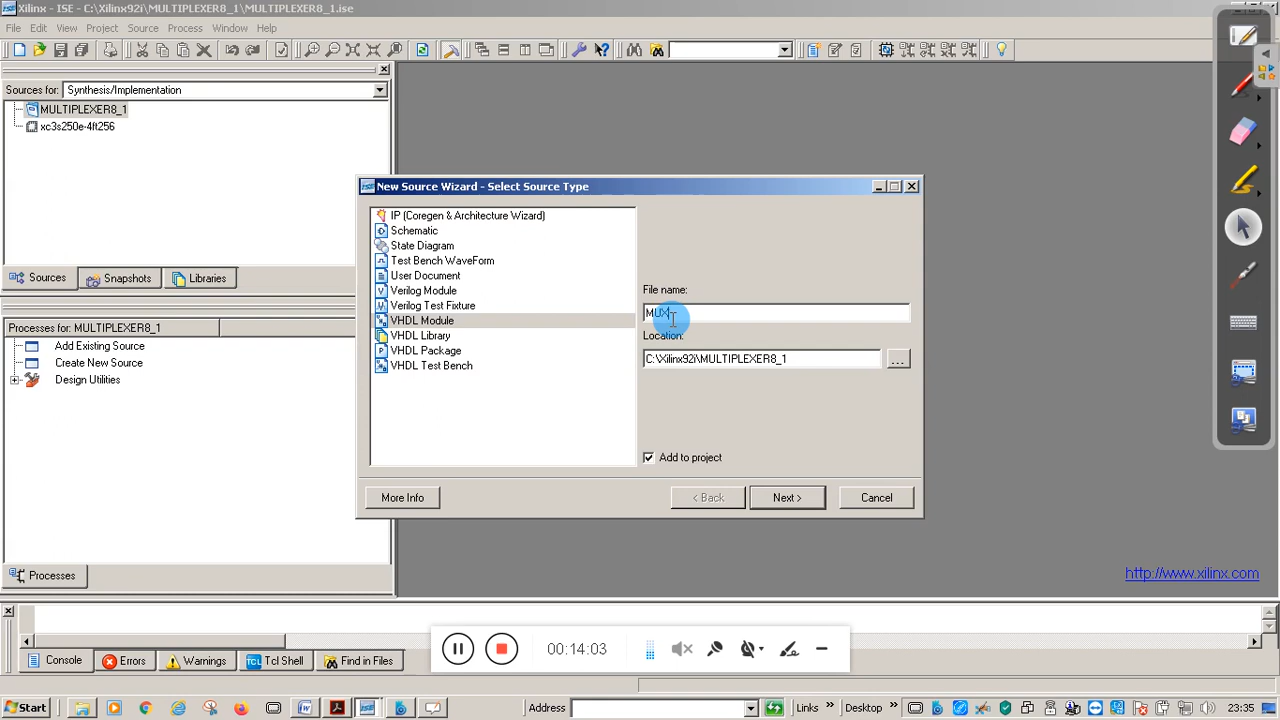 Xilinx - ISE - C:\Xilinx92i\MULTIPLEXER8_1\MULTIPLEXER8_1.ise
File Edit View Project Source Process Window Help
Sources for: Synthesis/Implementation
MULTIPLEXER8_1
xc3s250e-4ft256
Sources Snapshots Libraries
Processes for: MULTIPLEXER8_1
Add Existing Source
Create New Source
Design Utilities
Processes
New Source Wizard - Select Source Type
IP (Coregen & Architecture Wizard)
Schematic
State Diagram
Test Bench WaveForm
User Document
Verilog Module
Verilog Test Fixture
VHDL Module
VHDL Library
VHDL Package
VHDL Test Bench
File name:
MUX
Location:
C:\Xilinx92i\MULTIPLEXER8_1
...
Add to project
More Info < Back Next > Cancel
http://www.xilinx.com
00:14:03
Console Errors Warnings Tcl Shell Find in Files
Start Address Links » Desktop » 23:35